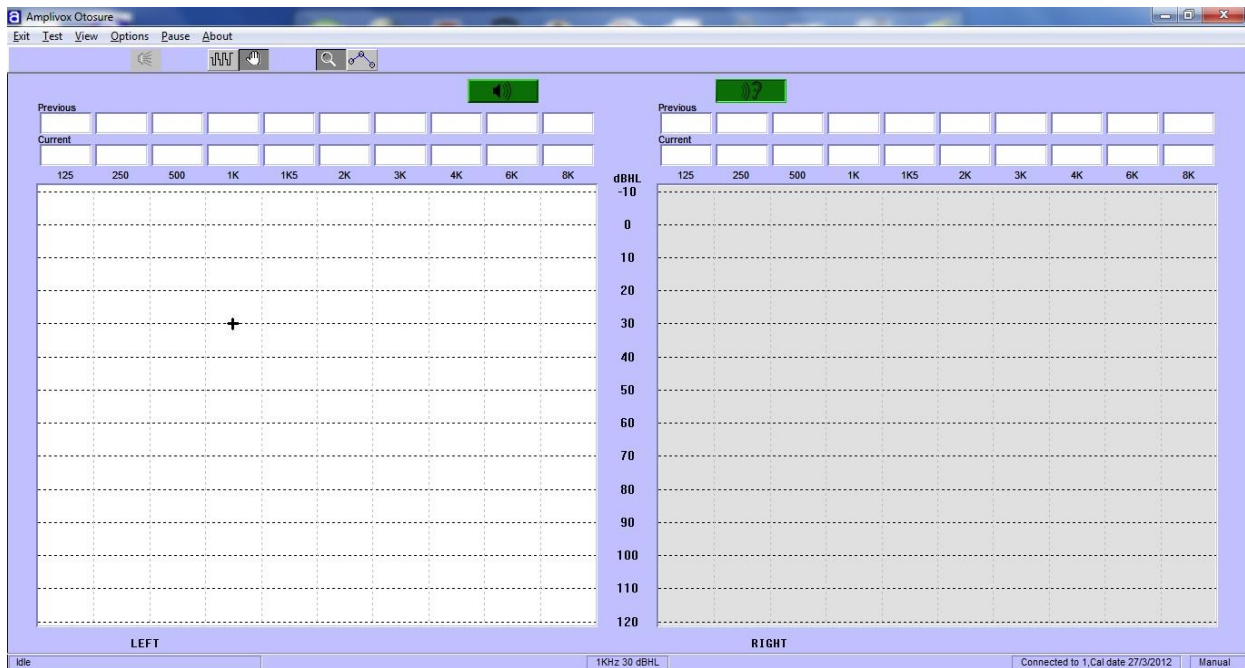 a Amplivox Otosure
Exit Test View Options Pause About
Previous Previous
Current Current
125 250 500 1K 1K5 2K 3K 4K 6K 8K dBHL 125 250 500 1K 1K5 2K 3K 4K 6K 8K
-10
0
10
20
30
40
50
60
70
80
90
100
110
120
LEFT RIGHT
Idle 1KHz 30 dBHL Connected to 1,Cal date 27/3/2012 Manual